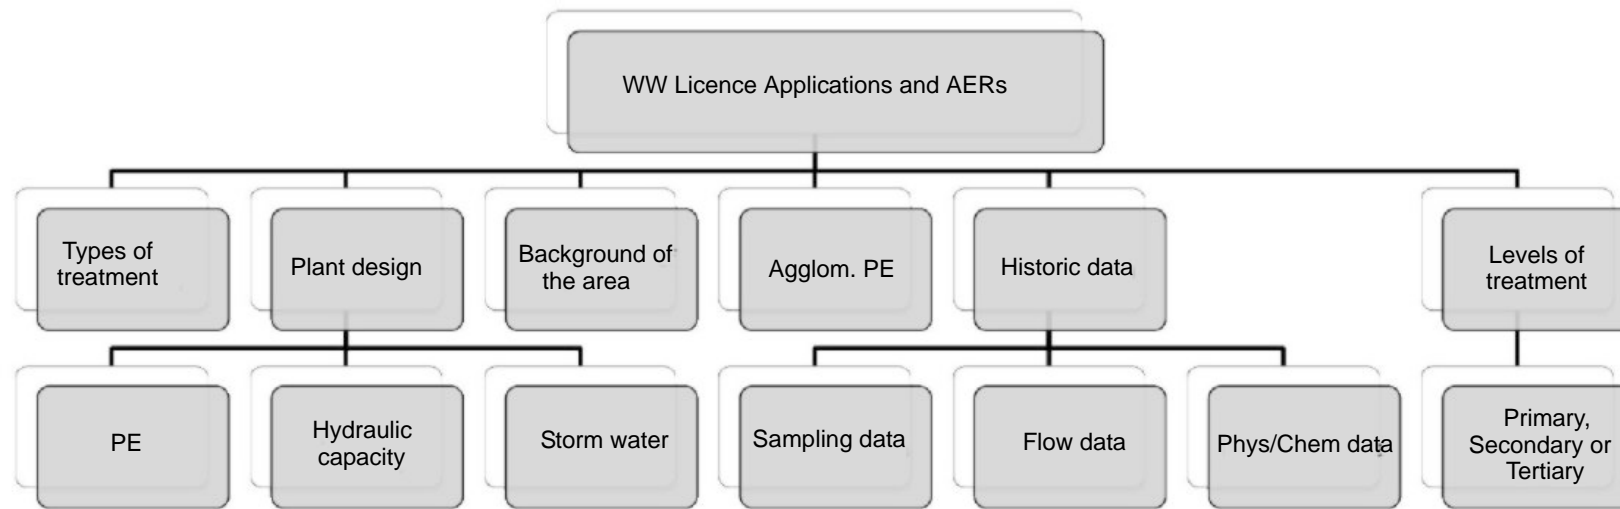 WW Licence Applications and AERs
Types of
treatment
Plant design
Background of
the area
Agglom. PE
Historic data
Levels of
treatment
PE
Hydraulic
capacity
Storm water
Sampling data
Flow data
Phys/Chem data
Primary,
Secondary or
Tertiary